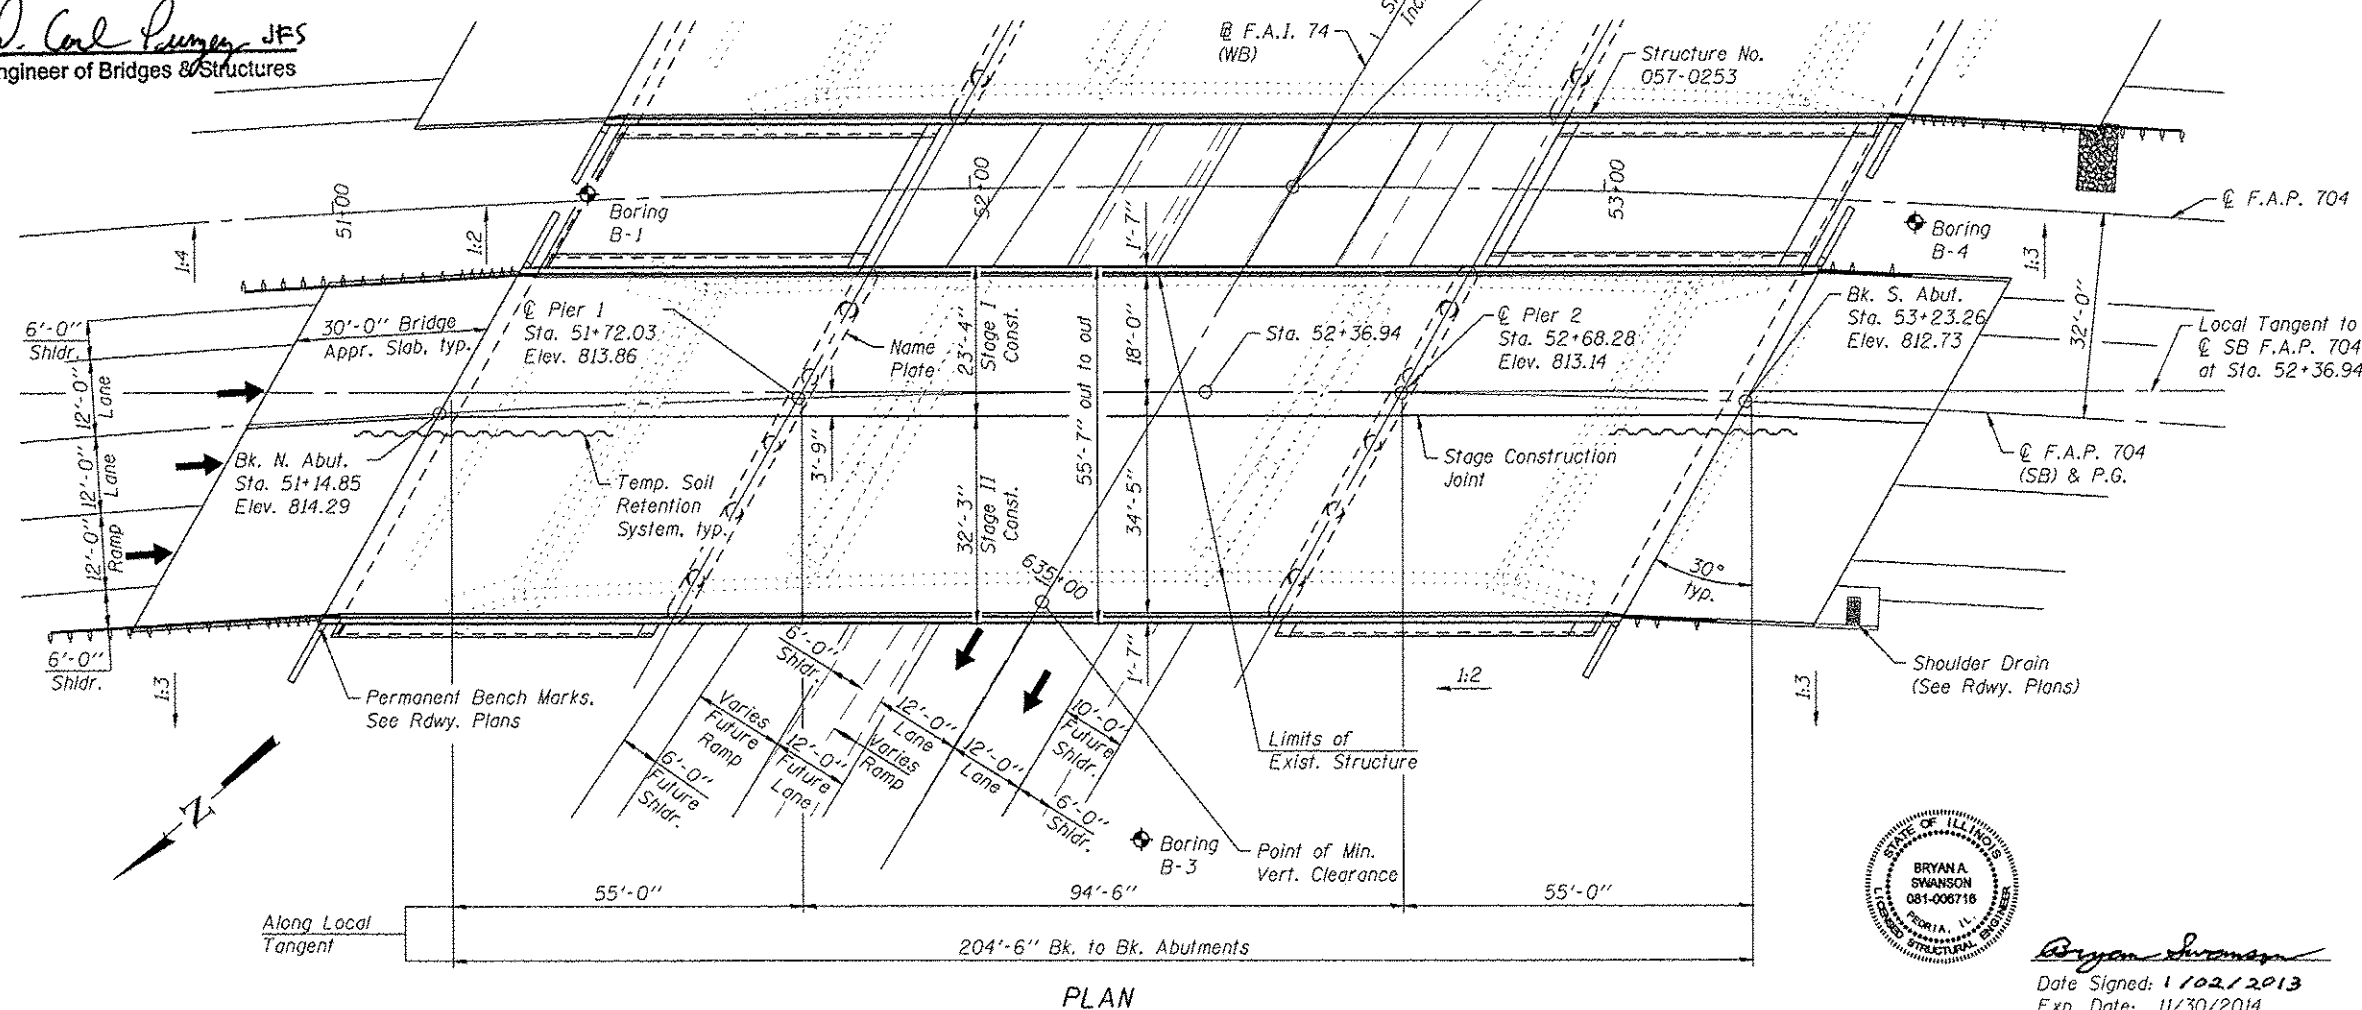 D. Carl Puzey JFS
Engineer of Bridges & Structures
℄ F.A.I. 74
(WB)
Structure No.
057-0253
51+00
52+00
53+00
℄ F.A.P. 704
Boring
B-1
Boring
B-4
1:4
1:2
1'-7"
1:3
6'-0"
Shldr.
30'-0" Bridge
Appr. Slab, typ.
℄ Pier 1
Sta. 51+72.03
Elev. 813.86
Name
Plate
23'-4"
Stage I
Const.
55'-7" out to out
18'-0"
Sta. 52+36.94
℄ Pier 2
Sta. 52+68.28
Elev. 813.14
Bk. S. Abut.
Sta. 53+23.26
Elev. 812.73
32'-0"
Local Tangent to
℄ SB F.A.P. 704
at Sta. 52+36.94
12'-0"
Lane
12'-0"
Lane
12'-0"
Ramp
Bk. N. Abut.
Sta. 51+14.85
Elev. 814.29
Temp. Soil
Retention
System, typ.
3'-9"
32'-3"
Stage II
Const.
34'-5"
Stage Construction
Joint
℄ F.A.P. 704
(SB) & P.G.
635+00
30°
typ.
6'-0"
Shldr.
1:3
Permanent Bench Marks.
See Rdwy. Plans
6'-0"
Shldr.
1'-7"
1:2
1:3
Shoulder Drain
(See Rdwy. Plans)
Varies
Future
Ramp
6'-0"
Future
Shldr.
12'-0"
Future
Lane
Varies
Ramp
12'-0"
Lane
12'-0"
Lane
10'-0"
Future
Shldr.
6'-0"
Shldr.
Limits of
Exist. Structure
N
Boring
B-3
Point of Min.
Vert. Clearance
55'-0"
94'-6"
55'-0"
Along Local
Tangent
204'-6" Bk. to Bk. Abutments
PLAN
STATE OF ILLINOIS
BRYAN A.
SWANSON
081-006716
PEORIA, IL.
LICENSED STRUCTURAL ENGINEER
Bryan Swanson
Date Signed: 1/02/2013
Exp. Date: 11/30/2014